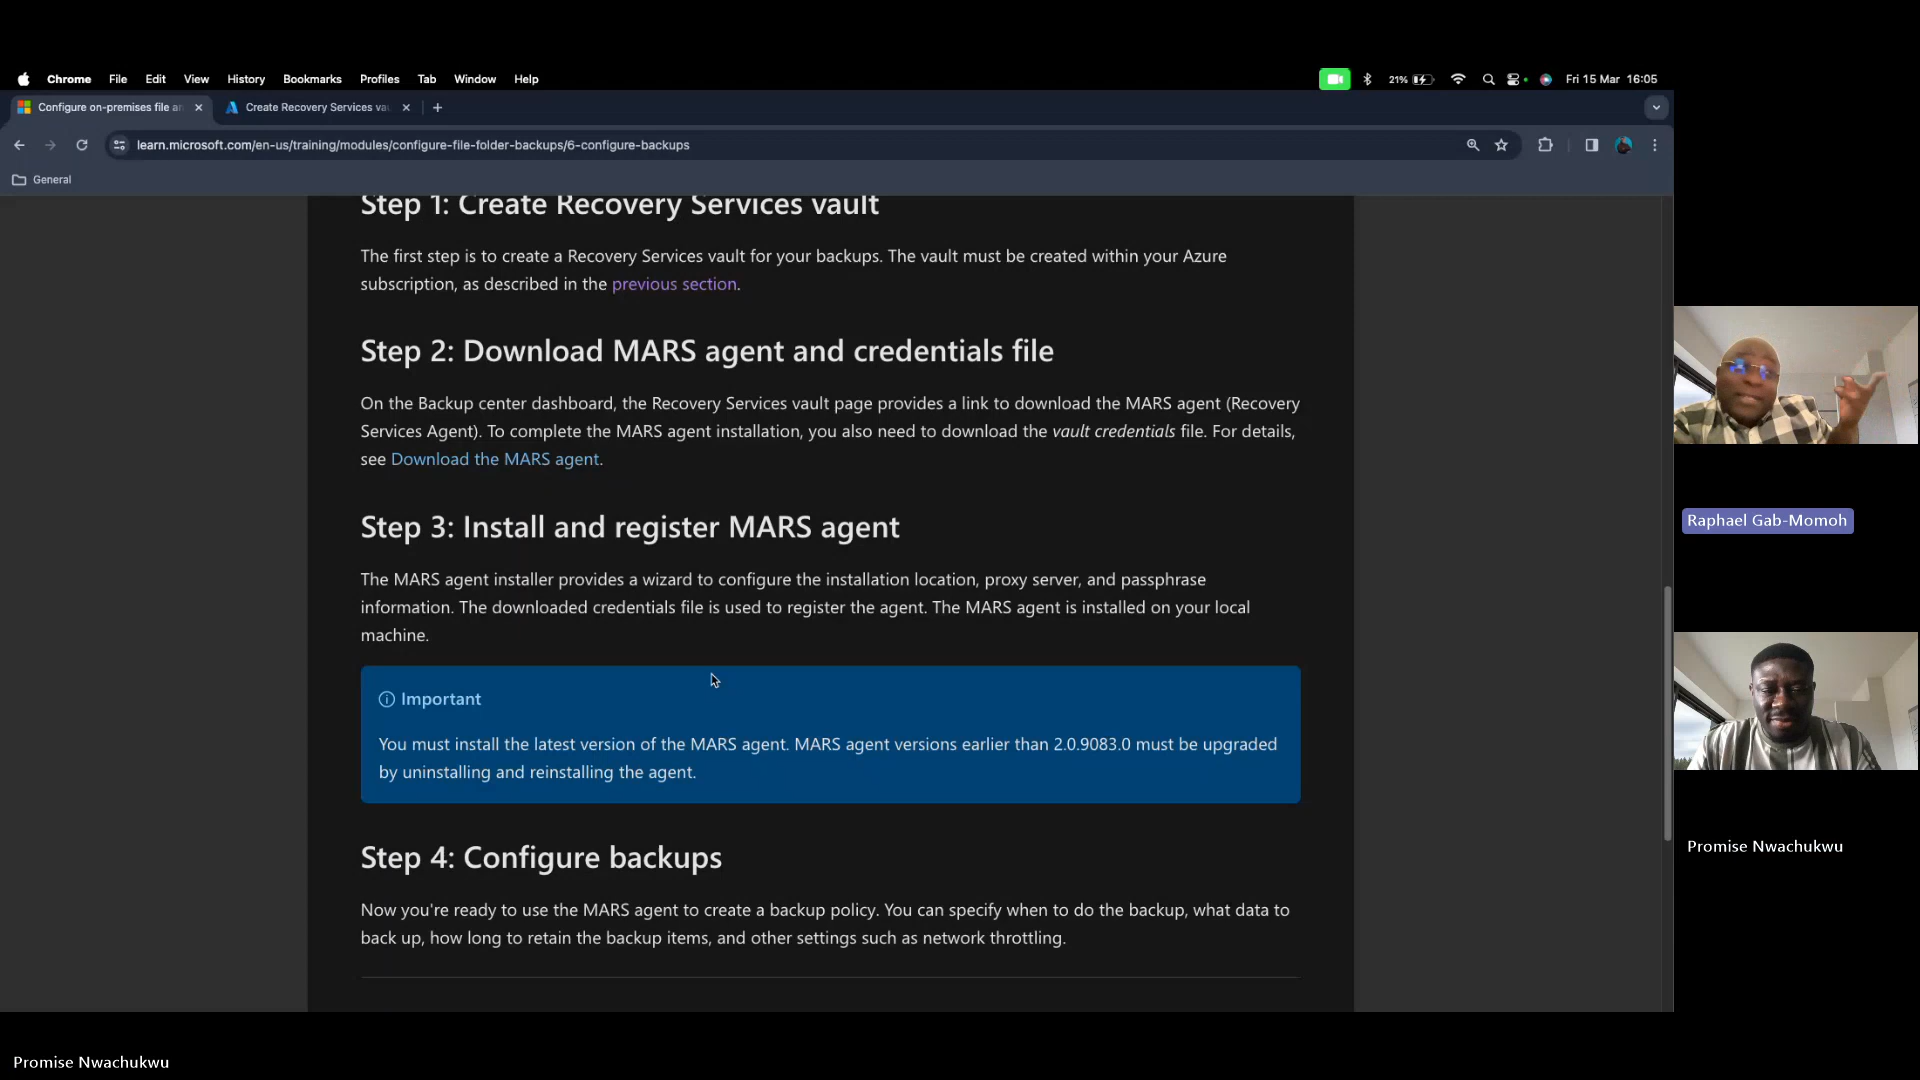 Chrome File Edit View History Bookmarks Profiles Tab Window Help 21% Fri 15 Mar 16:05
Configure on-premises file an Create Recovery Services vau
learn.microsoft.com/en-us/training/modules/configure-file-folder-backups/6-configure-backups
General
Step 1: Create Recovery Services vault
The first step is to create a Recovery Services vault for your backups. The vault must be created within your Azure
subscription, as described in the previous section.
Step 2: Download MARS agent and credentials file
On the Backup center dashboard, the Recovery Services vault page provides a link to download the MARS agent (Recovery
Services Agent). To complete the MARS agent installation, you also need to download the vault credentials file. For details,
see Download the MARS agent.
Step 3: Install and register MARS agent
The MARS agent installer provides a wizard to configure the installation location, proxy server, and passphrase
information. The downloaded credentials file is used to register the agent. The MARS agent is installed on your local
machine.
Important
You must install the latest version of the MARS agent. MARS agent versions earlier than 2.0.9083.0 must be upgraded
by uninstalling and reinstalling the agent.
Step 4: Configure backups
Now you're ready to use the MARS agent to create a backup policy. You can specify when to do the backup, what data to
back up, how long to retain the backup items, and other settings such as network throttling.
Raphael Gab-Momoh
Promise Nwachukwu
Promise Nwachukwu